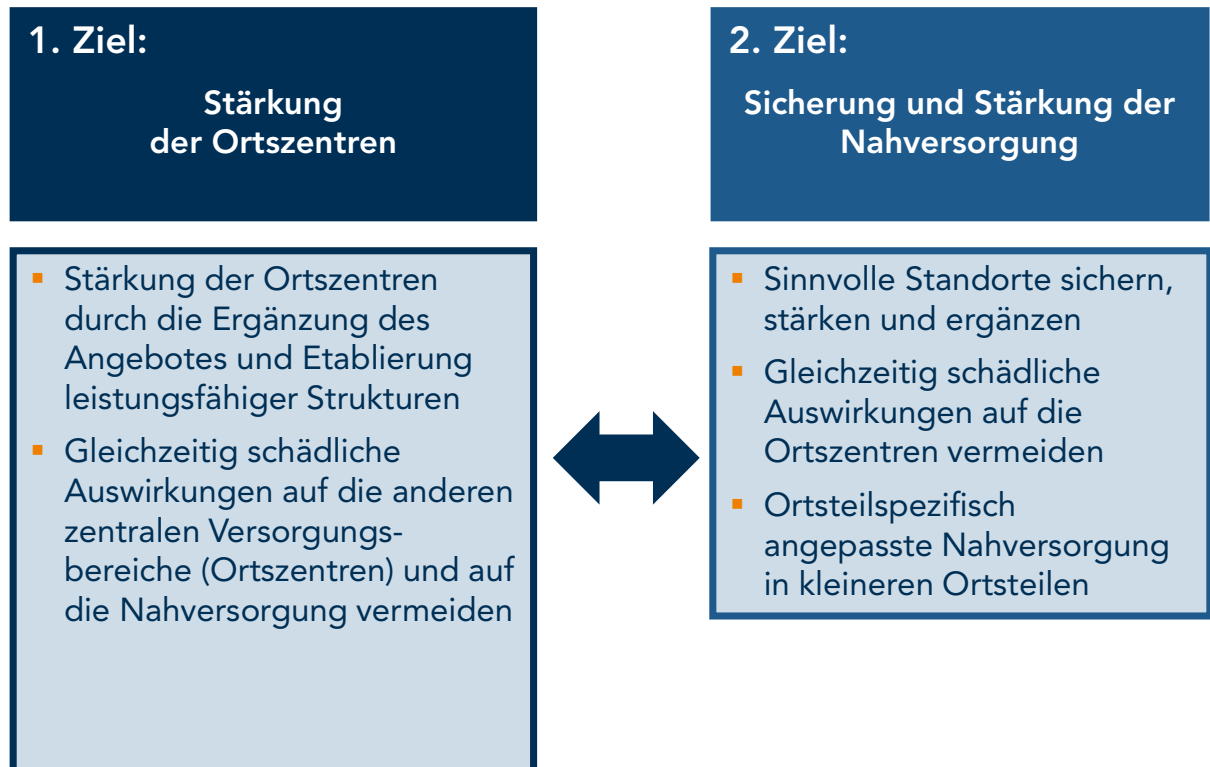 1. Ziel:
Stärkung
der Ortszentren
▪ Stärkung der Ortszentren
durch die Ergänzung des
Angebotes und Etablierung
leistungsfähiger Strukturen
▪ Gleichzeitig schädliche
Auswirkungen auf die anderen
zentralen Versorgungs-
bereiche (Ortszentren) und auf
die Nahversorgung vermeiden
2. Ziel:
Sicherung und Stärkung der
Nahversorgung
▪ Sinnvolle Standorte sichern,
stärken und ergänzen
▪ Gleichzeitig schädliche
Auswirkungen auf die
Ortszentren vermeiden
▪ Ortsteilspezifisch
angepasste Nahversorgung
in kleineren Ortsteilen